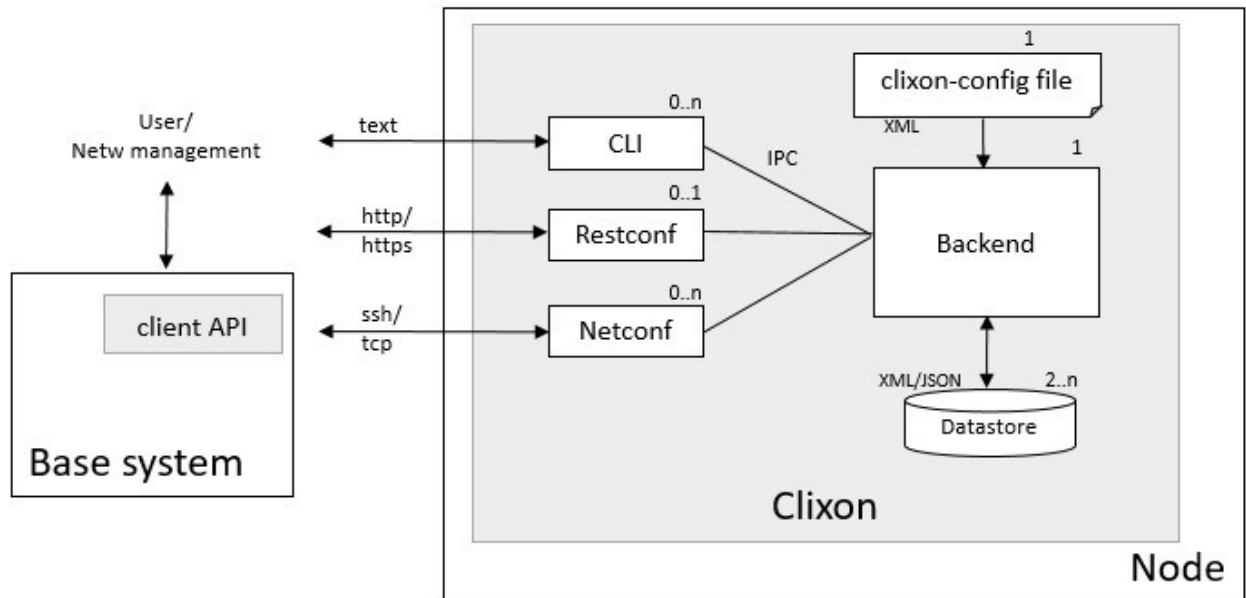 1
clixon-config file
0..n
User/
Netw management
text
CLI
XML
1
IPC
0..1
http/
https
Restconf
Backend
0..n
client API
ssh/
tcp
Netconf
XML/JSON
2..n
Datastore
Base system
Clixon
Node